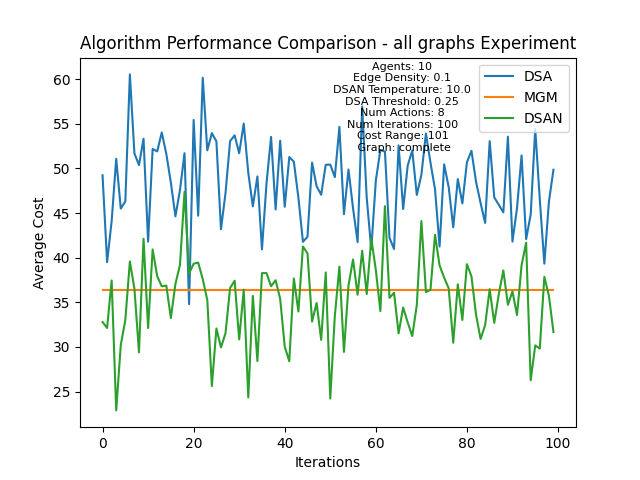 Algorithm Performance Comparison - all graphs Experiment
Agents: 10
Edge Density: 0.1
DSAN Temperature: 10.0
DSA Threshold: 0.25
Num Actions: 8
Num Iterations: 100
Cost Range: 101
Graph: complete
DSA
MGM
DSAN
Average Cost
60
55
50
45
40
35
30
25
0
20
40
60
80
100
Iterations